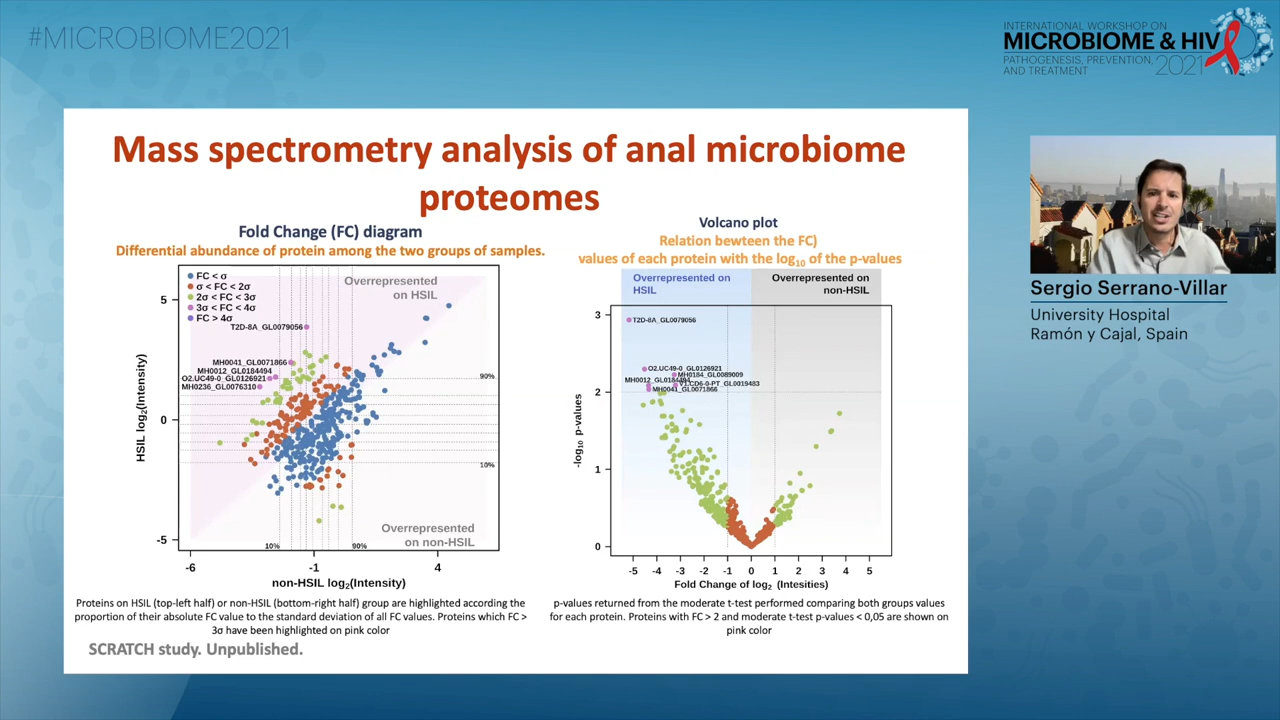 #MICROBIOME2021
INTERNATIONAL WORKSHOP ON
MICROBIOME & HIV
PATHOGENESIS, PREVENTION,
AND TREATMENT
2021
Mass spectrometry analysis of anal microbiome
proteomes
Fold Change (FC) diagram
Differential abundance of protein among the two groups of samples.
FC < σ
σ < FC < 2σ
2σ < FC < 3σ
3σ < FC < 4σ
FC > 4σ
Overrepresented
on HSIL
T2D-8A_GL0079056
MH0041_GL0071866
MH0012_GL0184494
O2.UC49-0_GL0126921
MH0236_GL0076310
90%
10%
Overrepresented
on non-HSIL
10%
90%
5
0
-5
HSIL log2(Intensity)
-6
-1
4
non-HSIL log2(Intensity)
Proteins on HSIL (top-left half) or non-HSIL (bottom-right half) group are highlighted according the
proportion of their absolute FC value to the standard deviation of all FC values. Proteins which FC >
3σ have been highlighted on pink color
SCRATCH study. Unpublished.
Volcano plot
Relation bewteen the FC)
values of each protein with the log10 of the p-values
Overrepresented on
HSIL
Overrepresented on
non-HSIL
T2D-8A_GL0079056
O2.UC49-0_GL0126921
MH0184_GL0089009
MH0012_GL0184494
V1.CD6-0-PT_GL0019483
MH0041_GL0071866
3
2
1
0
-log10 p-values
-5 -4 -3 -2 -1 0 1 2 3 4 5
Fold Change of log2 (Intesities)
p-values returned from the moderate t-test performed comparing both groups values
for each protein. Proteins with FC > 2 and moderate t-test p-values < 0,05 are shown on
pink color
Sergio Serrano-Villar
University Hospital
Ramón y Cajal, Spain